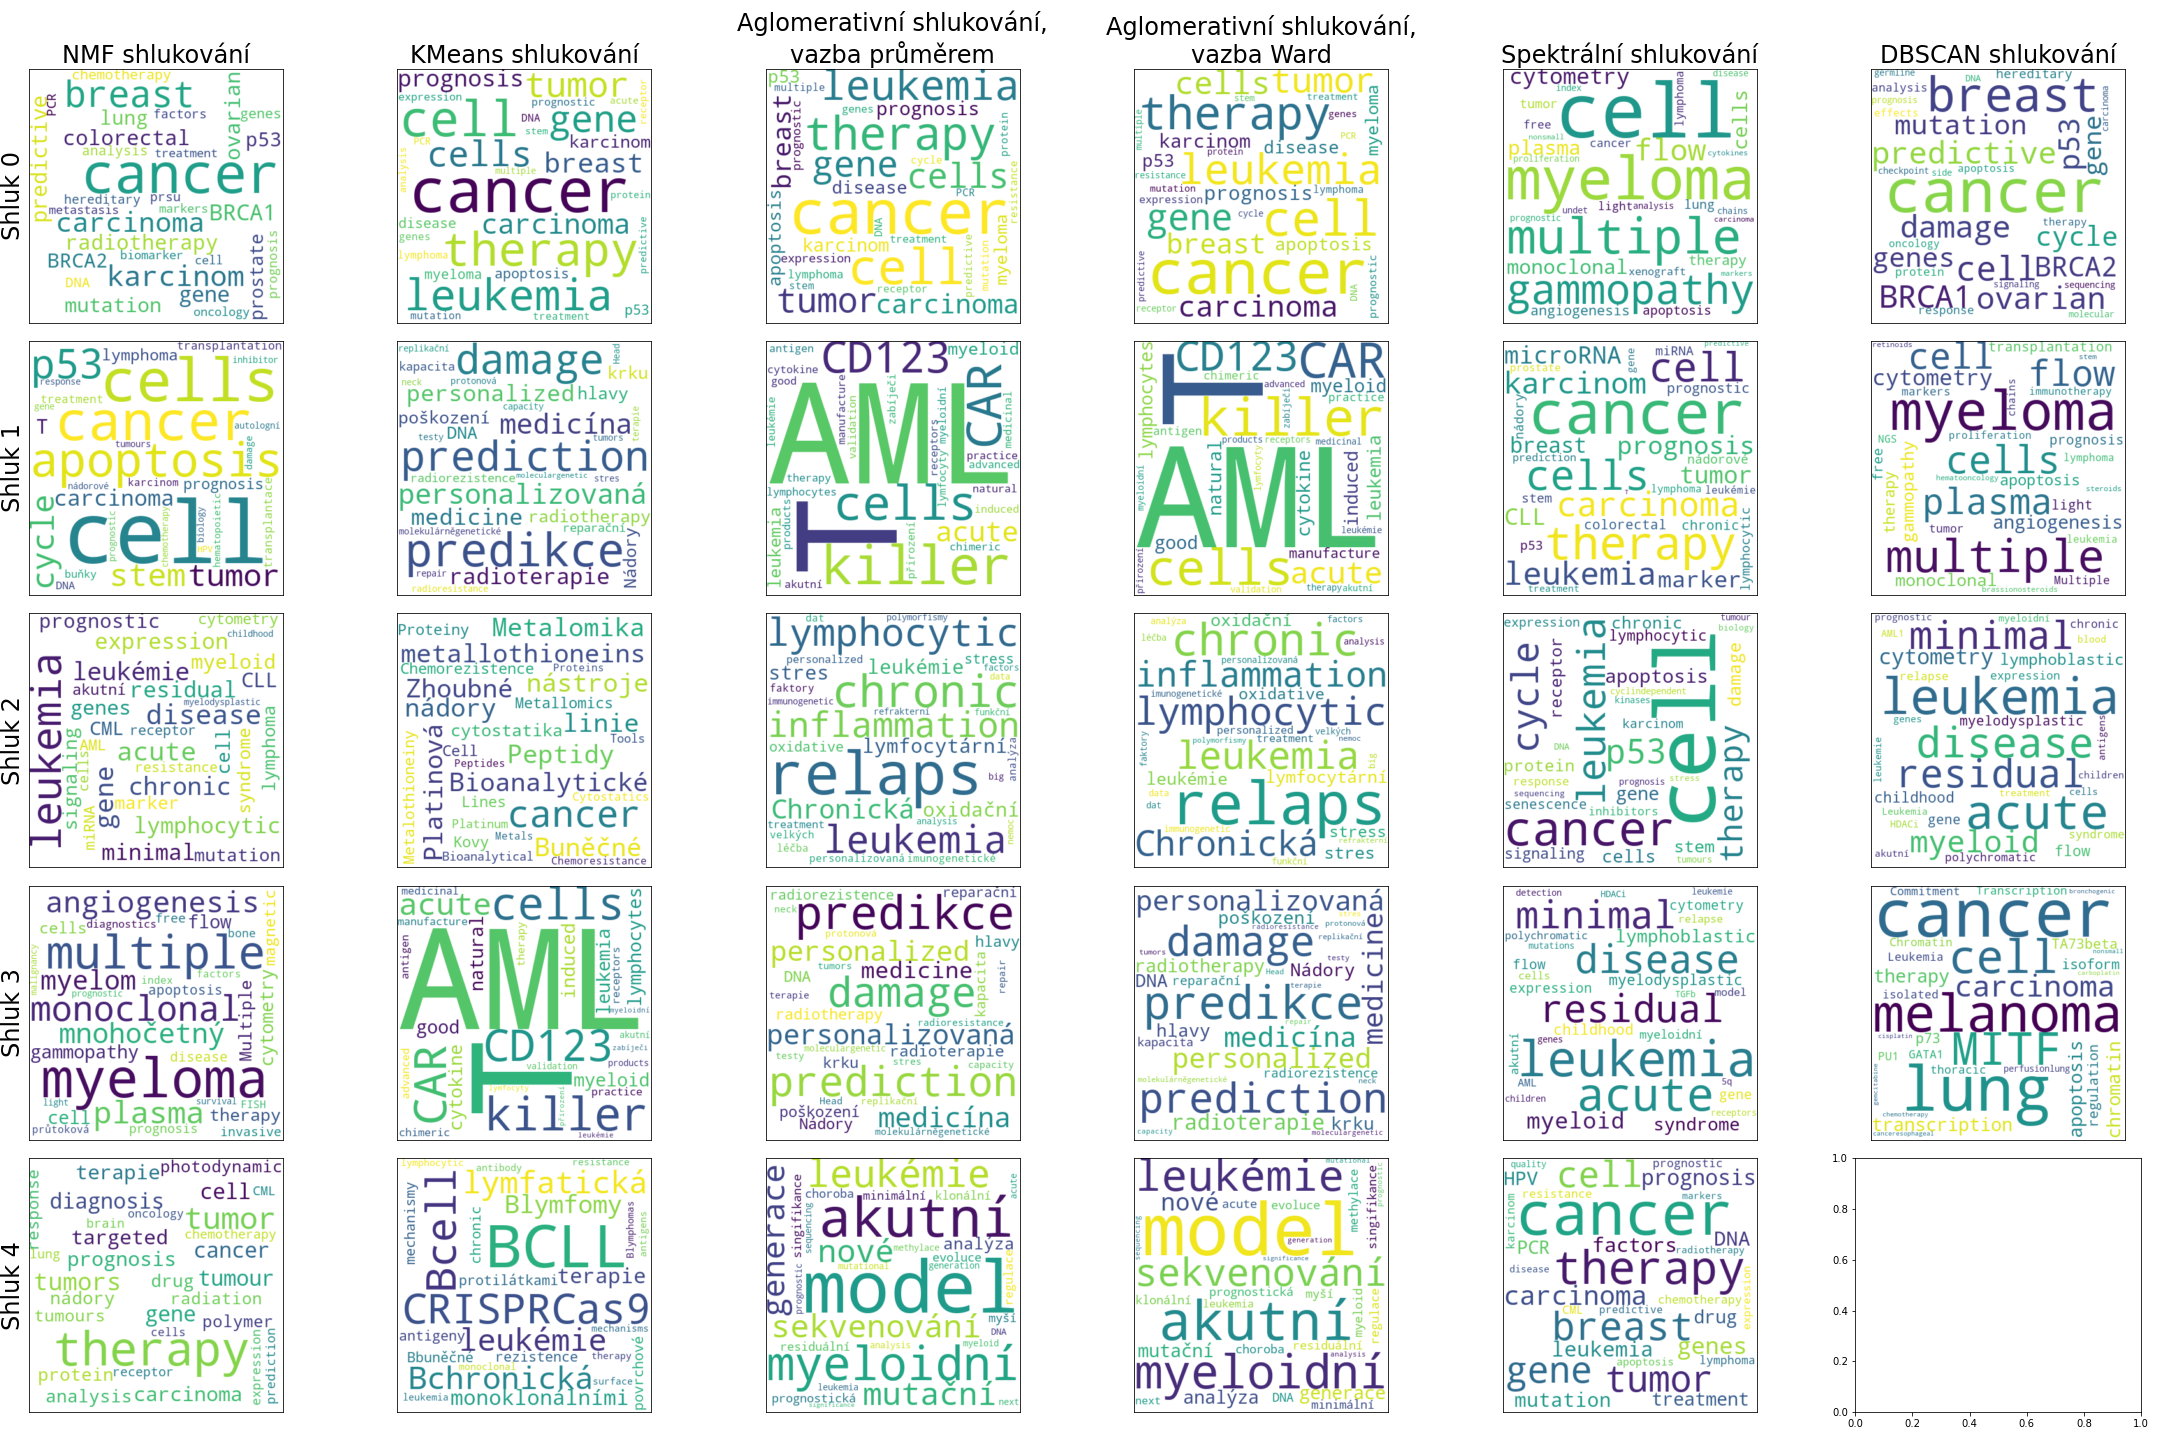 NMF shlukování
KMeans shlukování
Aglomerativní shlukování,
vazba průměrem
Aglomerativní shlukování,
vazba Ward
Spektrální shlukování
DBSCAN shlukování
Shluk 0
chemotherapy
breast
PCR
lung factors
ovarian
genes
predictive
colorectal
p53
analysis treatment
cancer
hereditary prsu
metastasis markers BRCA1
carcinoma
radiotherapy
BRCA2 biomarker cell
prostate
prognosis
DNA karcinom
gene
mutation
oncology
prognosis tumor
expression
prognostic acute
receptor
cell DNA gene
stem
PCR karcinom
cells breast
analysis
multiple
cancer
protein
disease carcinoma
genes
therapy
predictive
lymphoma
myeloma apoptosis
leukemia
p53
mutation treatment
p53
multiple leukemia
genes prognosis
breast
prognostic
therapy
protein
gene cycle
cells
disease PCR
resistance
cancer
DNA
apoptosis
karcinom treatment
expression
cell
predictive
mutation
myeloma
lymphoma
stem
receptor
tumor carcinoma
cells tumor
stem treatment
multiple
therapy genes
myeloma
karcinom PCR
protein disease
p53
resistance leukemia
mutation
expression prognosis lymphoma
gene cycle cell
breast apoptosis
predictive
cancer
DNA
prognostic
receptor carcinoma
cytometry
lymphoma
disease
index
tumor cell
free
cells
nonsmall
plasma cancer flow
proliferation cytokines
myeloma
prognostic
undet light analysis lung chains
carcinoma
multiple
monoclonal xenograft therapy
markers
gammopathy
angiogenesis apoptosis
germline DNA hereditary
analysis
prognosis
effects
breast
carcinoma
mutation
p53
gene
predictive
checkpoint side apoptosis
cancer
damage therapy
oncology cycle
genes
protein cell BRCA2
signaling sequencing
BRCA1 ovarian
response molecular
Shluk 1
transplantation
p53 lymphoma
inhibitor
response
cells
treatment
gene
cancer
autologní
T
tumours
damage
apoptosis
nádorové karcinom prognosis
carcinoma
cycle
cell
prognostic
chemotherapy
biology
HPV
hematopoietic
transplantace
buňky
DNA stem tumor
replikační
damage
Head
kapacita
neck protonová
krku
personalized hlavy
capacity
poškození medicína
testy DNA tumors
terapie
prediction
radiorezistence moleculargenetic stres
personalizovaná
medicine radiotherapy
molekulárněgenetické reparační
predikce
repair radioterapie
Nádory
radioresistance
antigen CD123 myeloid
cytokine
good
manufacture
zabíječi
CAR
AML
leukémie
validation
myeloidní
medicinal
receptors
practice
advanced
therapy
lymphocytes
lymfocyty
natural
T cells induced
leukemia
products
acute
přirození
chimeric
killer
akutní
lymphocytes
CD123 CAR
chimeric advanced myeloid
T
zabíječi
practice
killer
antigen products receptors medicinal
natural
lymfocyty
AML
cytokine
induced
leukemia
myeloidní
leukémie
good
manufacture
cells acute
přirození
validation therapy akutní
microRNA gene miRNA predictive
prostate
karcinom cell
prognostic
nádory
cancer
breast prognosis
prediction nádorové
cells tumor
stem T lymphoma leukémie
carcinoma
CLL colorectal chronic
p53 therapy
lymphocytic
leukemia marker
treatment
retinoids
cell transplantation
stem
cytometry flow
markers immunotherapy
chains
myeloma
NGS proliferation prognosis
free
gammopathy
cells lymphoma
hematooncology apoptosis steroids
therapy
plasma light
tumor angiogenesis
leukemia
multiple
monoclonal Multiple
brassionosteroids
Shluk 2
prognostic cytometry
expression childhood
leukemia
leukémie myeloid
akutní residual CLL
myelodysplastic
genes disease
CML receptor
signaling
AML acute
cell
syndrome
lymphoma
cells
resistance
miRNA
gene
chronic
marker
lymphocytic
minimal mutation
Proteiny Metalomika
metallothioneins
Chemorezistence Proteins
Zhoubné nástroje
nádory Metallomics
Metalothioneiny
Platinová
cytostatika linie
Cell Tools
Peptides Peptidy
Bioanalytické
Lines Cytostatics
Platinum cancer
Metals
Kovy Buněčné
Bioanalytical Chemoresistance
dat polymorfismy
lymphocytic
personalized leukémie stress
stres factors
faktory chronic data
immunogenetic
refrakterní funkční
inflammation
oxidative lymfocytární
analýza
relaps big
Chronická oxidační
treatment analysis
velkých leukemia
nemoc
léčba
personalizovaná imunogenetické
analýza oxidační factors
léčba chronic analysis
personalizovaná
inflammation
imunogenetické oxidative
lymphocytic
personalized velkých
faktory
polymorfismy treatment nemoc
leukemia big
leukémie lymfocytární
data
dat relaps
immunogenetic stress
Chronická refrakterní
funkční stres
expression chronic tumour
lymphocytic biology
cycle
receptor
leukemia
apoptosis
damage
cyclindependent
kinases
cell
karcinom
DNA p53
protein
response prognosis stress
sequencing gene
senescence inhibitors
therapy
cancer stem
signaling cells tumours
prognostic myeloidní
AML1 minimal chronic
blood
cytometry lymphoblastic
relapse expression
leukemia
genes myelodysplastic
antigens
disease
leukemie
residual children
treatment cells
childhood
gene acute
Leukemia
HDACi myeloid syndrome
akutní polychromatic flow
Shluk 3
angiogenesis
cells diagnostics free flow
bone
magnetic
malignancy
multiple
myelom index factors
prognostic apoptosis
monoclonal
Multiple
cytometry
mnohočetný
gammopathy disease
myeloma
light survival FISH
cell plasma therapy
průtoková prognosis invasive
medicinal
acute cells
manufacture
antigen
natural
therapy
induced
leukemia
receptors
lymphocytes
AML
myeloidní
good akutní
CD123 zabíječi
advanced
CAR
cytokine
T validation products
myeloid
lymfocyty practice
přirození
killer
chimeric leukémie
radiorezistence reparační
neck predikce
protonová
personalized hlavy
tumors medicine
kapacita
repair
DNA
terapie damage
radiotherapy
radioresistance
personalizovaná
moleculargenetic radioterapie
testy krku stres capacity
prediction
Head replikační
poškození medicína
Nádory
molekulárněgenetické
personalizovaná
poškození stres
radioresistance protonová
damage replikační
medicine
tumors testy
radiotherapy Head Nádory
DNA reparační terapie
predikce
hlavy repair
kapacita medicína
personalized
radiorezistence
molekulárněgenetické neck
prediction
radioterapie krku
capacity moleculargenetic
detection HDACi leukemie
minimal cytometry
relapse
polychromatic lymphoblastic
mutations
flow disease
cells myelodysplastic
expression TGFb model
residual
childhood myeloidní
akutní
genes
leukemia
AML 5q
children acute gene
receptors
myeloid syndrome
Commitment Transcription bronchogenic
cancer
Chromatin TA73beta
nonsmall
Leukemia cell isoform
therapy carboplatin
isolated carcinoma
melanoma
cisplatin p73
PU1 GATA1 MITF
apoptosis
regulation
chromatin
thoracic perfusionlung
gemcitabine
lung
chemotherapy
transcription
canceresophageal
Shluk 4
terapie photodynamic
response
diagnosis cell CML
oncology
brain tumor
targeted chemotherapy
lung cancer
prognosis
tumors drug tumour
nádory radiation
tumours gene polymer
cells
therapy
expression
prediction
protein receptor
analysis carcinoma
lymphocytic antibody resistance
mechanismy
Bcell
lymfatická
Blymfomy
chronic
BCLL
Blymphomas
antigens
protilátkami terapie
CRISPRCas9
antigeny leukémie mechanisms
Bbuněčné rezistence therapy
monoclonal
povrchové
Bchronická surface
leukemia monoklonálními
generace
leukémie
acute
singifikance
choroba minimální klonální
sequencing
akutní
nové methylace analýza
evoluce
mutational generation
prognostic
model
regulace
sekvenování myší
DNA
residuální analysis myeloid
myeloidní
leukemia
prognostická mutační next
significance
leukémie mutational
nové acute evoluce
methylace
singifikance
prognostic
sequencing
model
generation
significance
sekvenování
klonální prognostická myší
leukemia
myeloid
regulace
akutní
mutační choroba residuální
analysis
myeloidní
next analýza DNA generace
minimální
quality cell prognostic
HPV prognosis
resistance markers
karcinom
cancer
PCR factors DNA
radiotherapy
disease therapy
expression
carcinoma chemotherapy
CML predictive
breast drug
leukemia genes
apoptosis lymphoma
gene tumor
mutation treatment
1.0
0.8
0.6
0.4
0.2
0.0
0.0 0.2 0.4 0.6 0.8 1.0